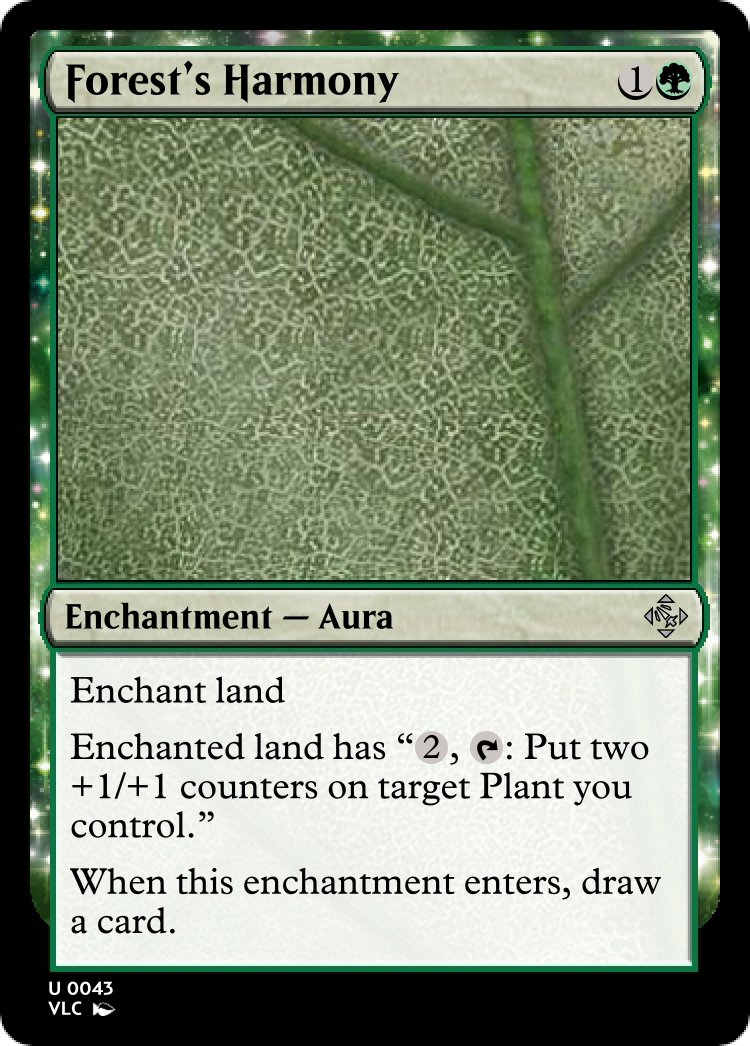 Forest's Harmony 1
Enchantment — Aura
Enchant land
Enchanted land has “2, : Put two
+1/+1 counters on target Plant you
control.”
When this enchantment enters, draw
a card.
U 0043
VLC